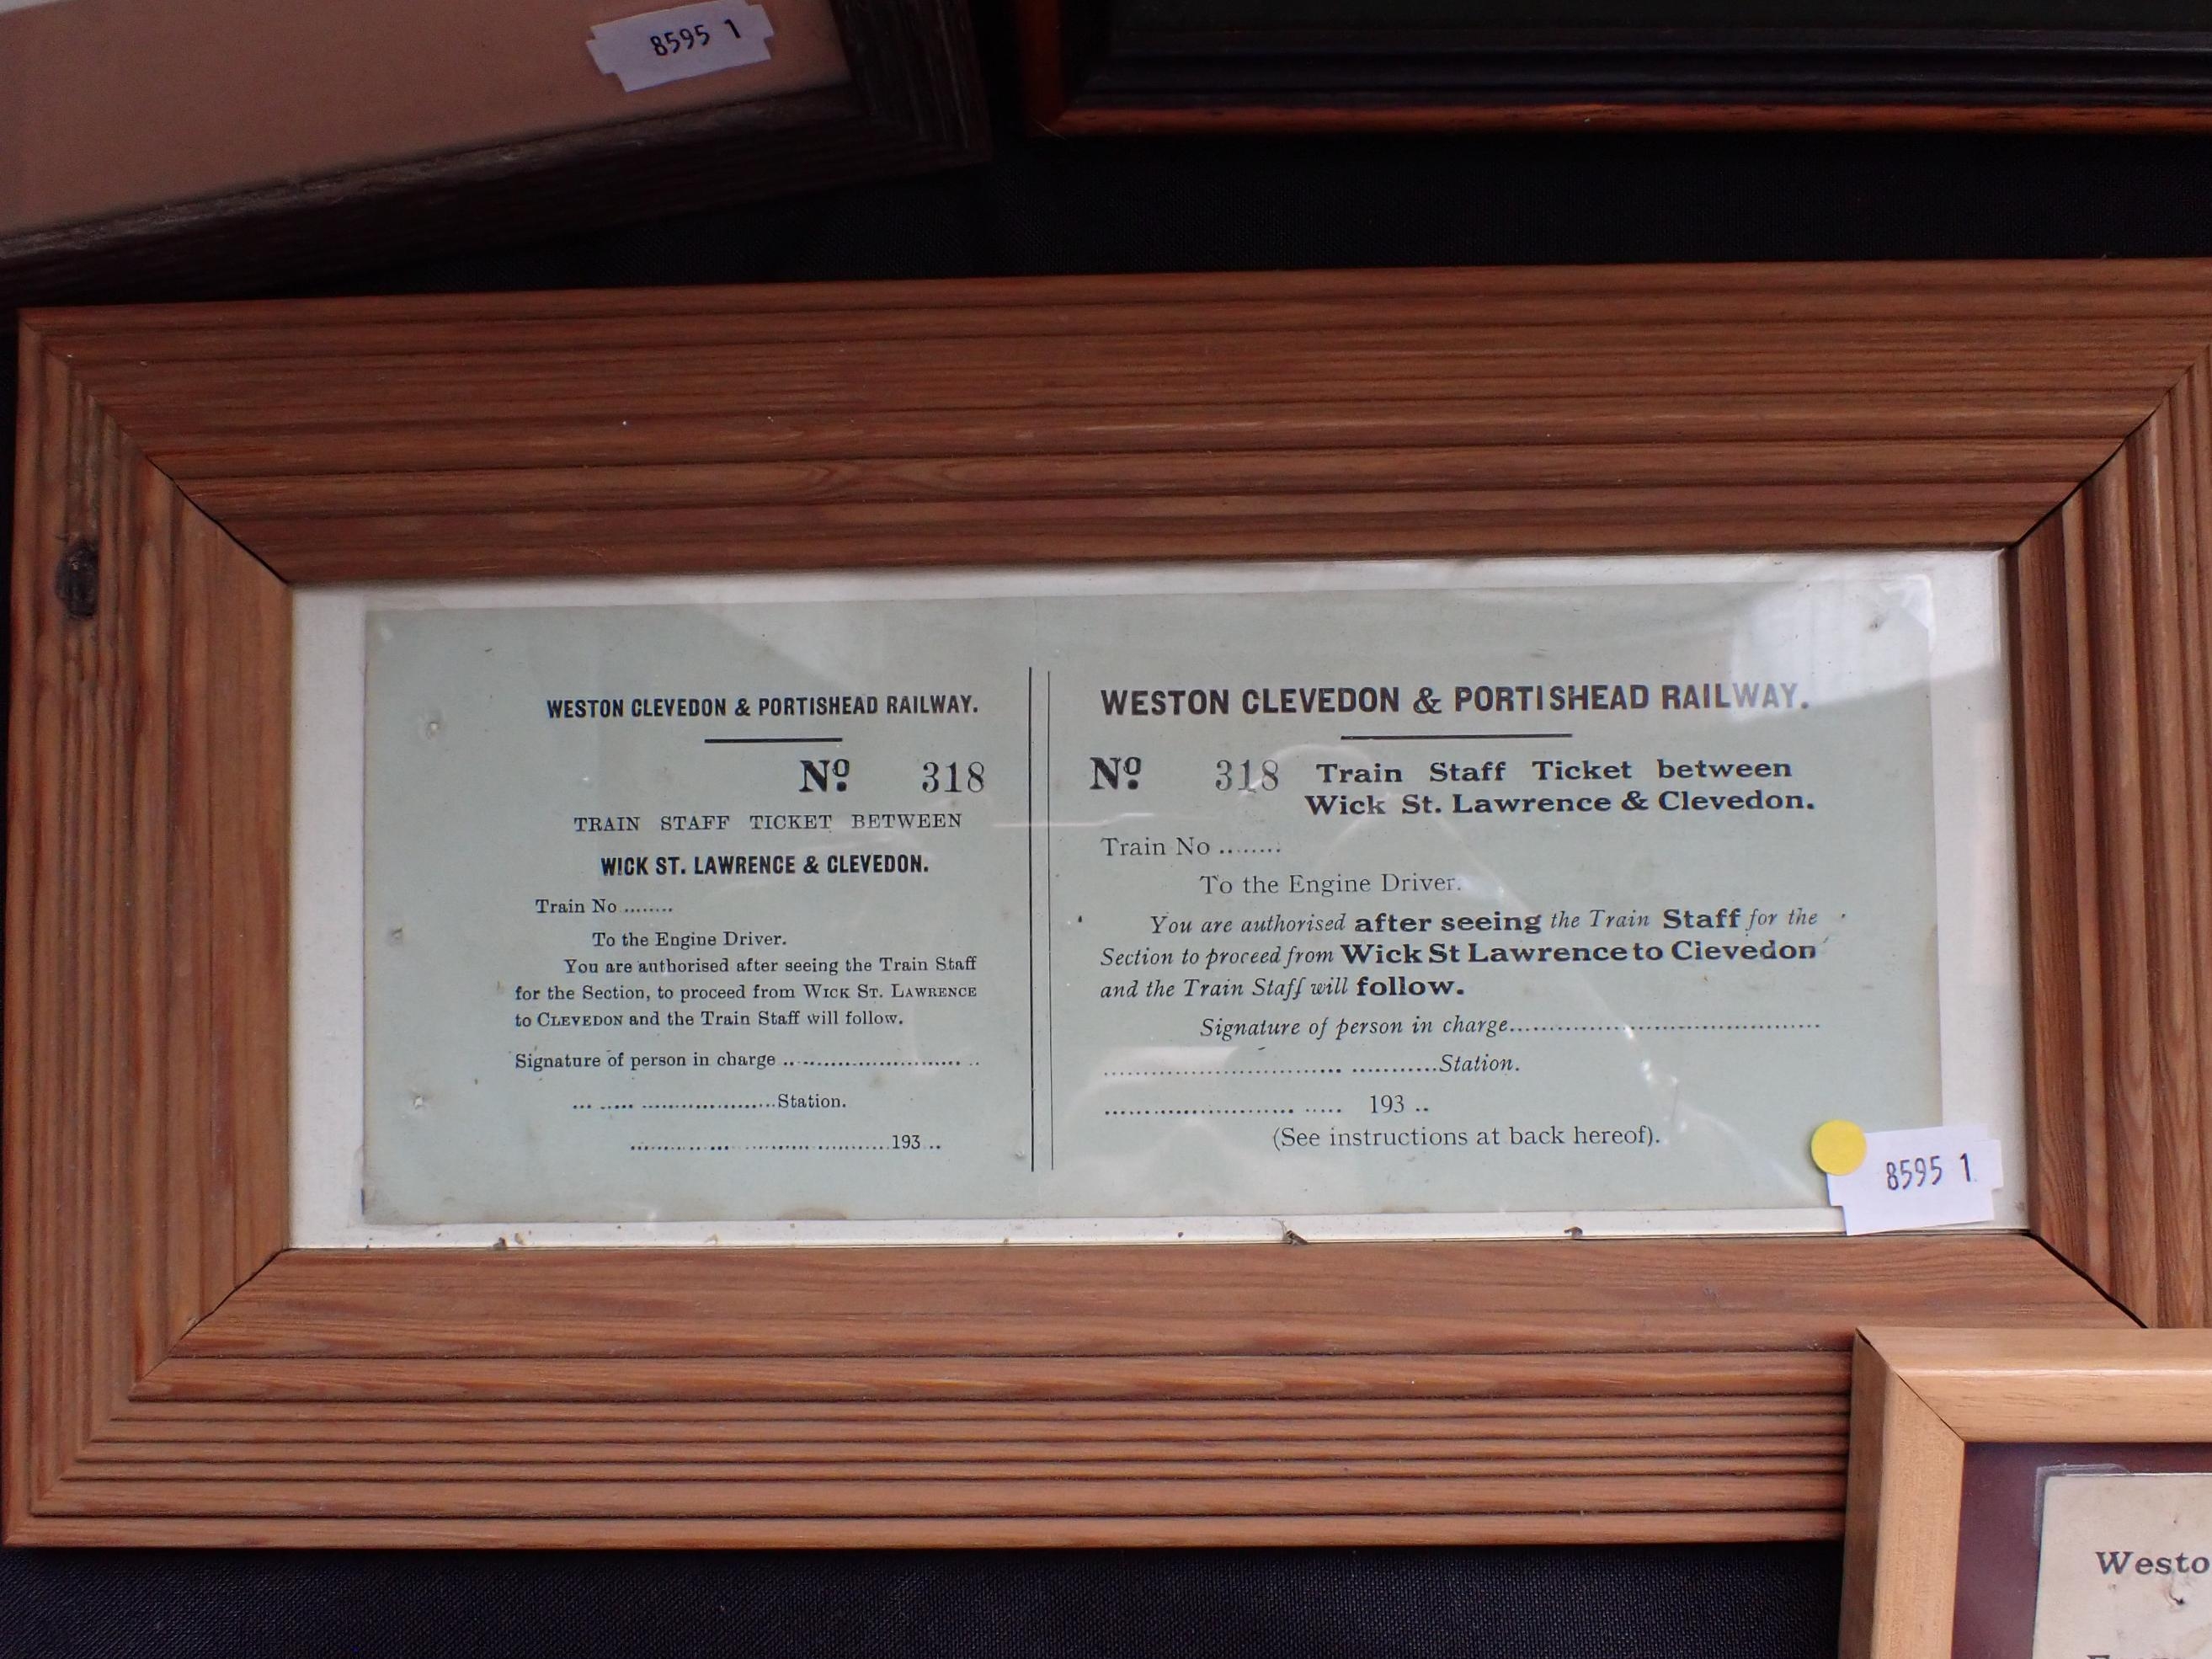 8595 1
WESTON CLEVEDON & PORTISHEAD RAILWAY.
Nº 318
TRAIN STAFF TICKET BETWEEN
WICK ST. LAWRENCE & CLEVEDON.
Train No ........
To the Engine Driver.
You are authorised after seeing the Train Staff
for the Section, to proceed from WICK ST. LAWRENCE
to CLEVEDON and the Train Staff will follow.
Signature of person in charge ................................
................................Station.
................................193 ..
WESTON CLEVEDON & PORTISHEAD RAILWAY.
Nº 318 Train Staff Ticket between
Wick St. Lawrence & Clevedon.
Train No ........
To the Engine Driver.
You are authorised after seeing the Train Staff for the
Section to proceed from Wick St Lawrence to Clevedon
and the Train Staff will follow.
Signature of person in charge................................
................................Station.
................................ 193 ..
(See instructions at back hereof).
8595 1
Westo